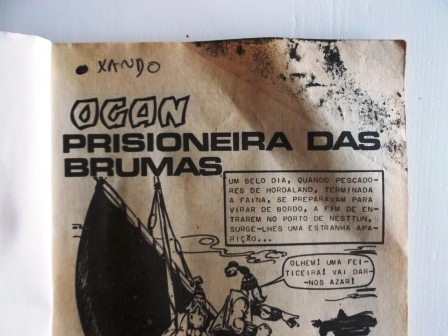 XANDO
OGAN
PRISIONEIRA DAS
BRUMAS
UM BELO DIA, QUANDO PESCADO-
RES DE HORDALAND, TERMINADA
A FAINA, SE PREPARAVAM PARA
VIRAR DE BORDO, A FIM DE EN-
TRAREM NO PORTO DE NESTTUN,
SURGE-LHES UMA ESTRANHA APA-
RIÇÃO...
OLHEM! UMA FEI-
TICEIRA! VAI DAR-
NOS AZAR!